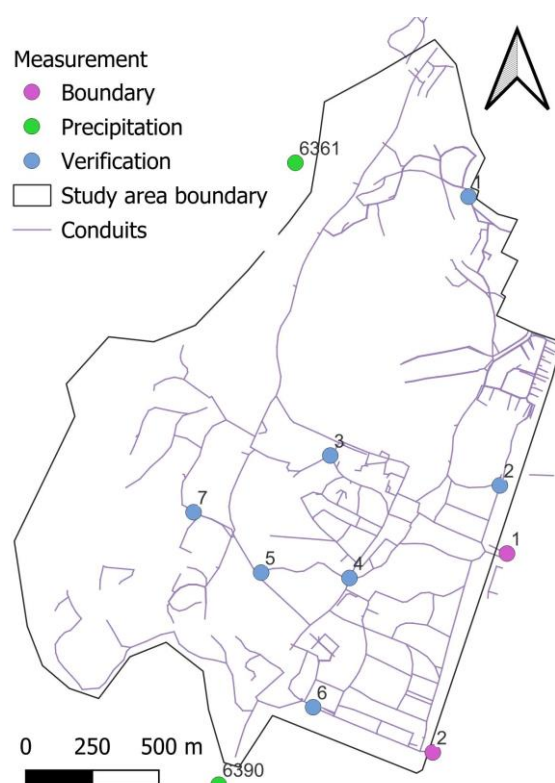 Measurement
Boundary
Precipitation
Verification
Study area boundary
Conduits
6361
1
3
2
7
1
5
4
6
2
0 250 500 m
6390